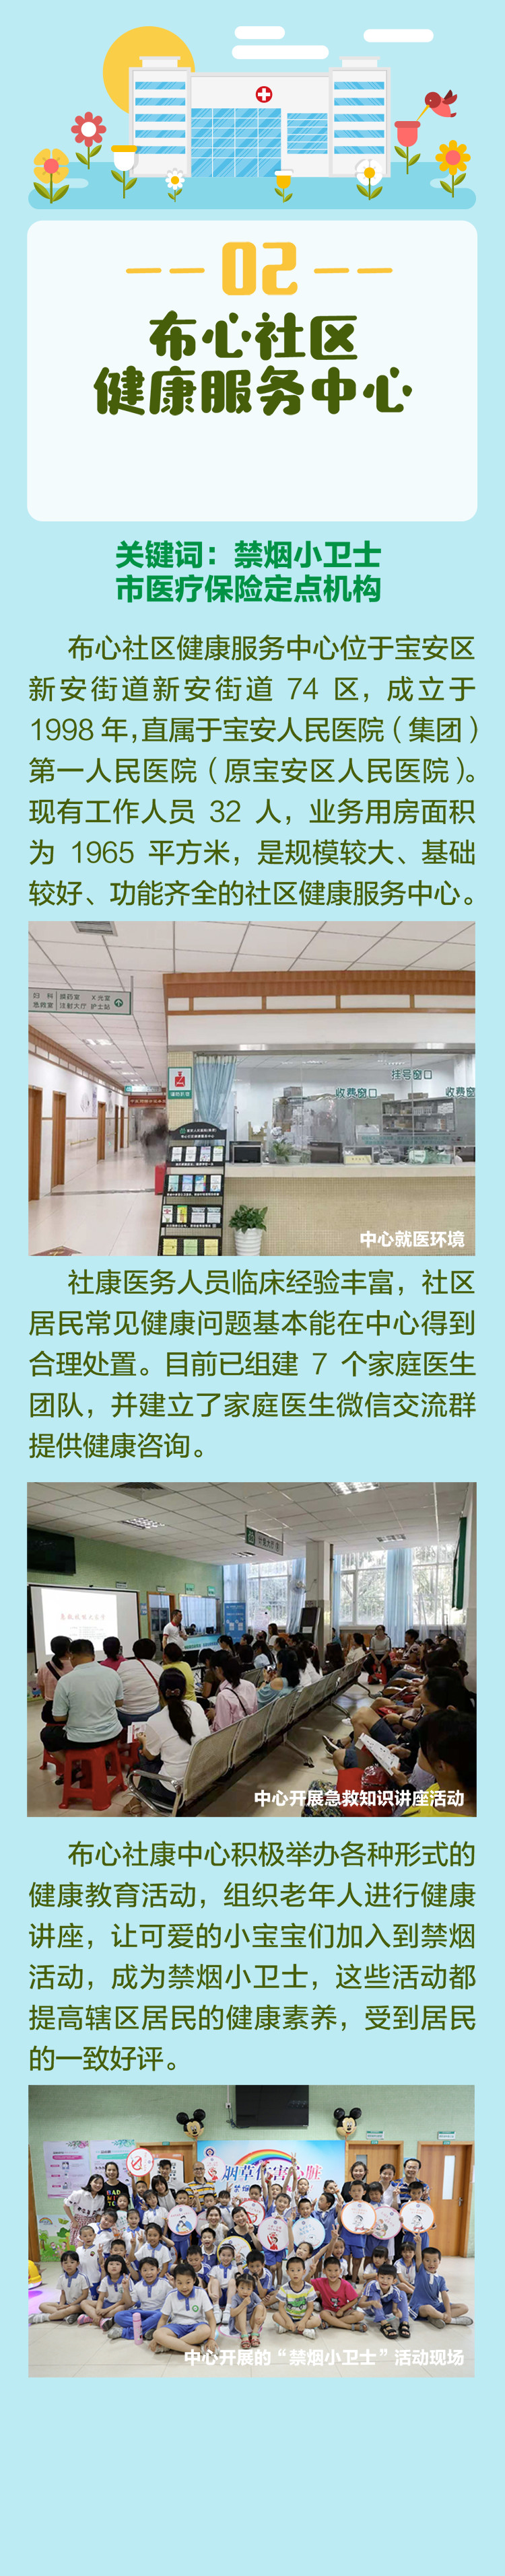 02
布心社区
健康服务中心
关键词：禁烟小卫士
市医疗保险定点机构
布心社区健康服务中心位于宝安区
新安街道新安街道 74 区，成立于
1998 年，直属于宝安人民医院（集团）
第一人民医院（原宝安区人民医院）。
现有工作人员 32 人，业务用房面积
为 1965 平方米，是规模较大、基础
较好、功能齐全的社区健康服务中心。
挂号窗口
收费窗口
收费窗
中心就医环境
社康医务人员临床经验丰富，社区
居民常见健康问题基本能在中心得到
合理处置。目前已组建 7 个家庭医生
团队，并建立了家庭医生微信交流群
提供健康咨询。
中心开展急救知识讲座活动
布心社康中心积极举办各种形式的
健康教育活动，组织老年人进行健康
讲座，让可爱的小宝宝们加入到禁烟
活动，成为禁烟小卫士，这些活动都
提高辖区居民的健康素养，受到居民
的一致好评。
中心开展的“禁烟小卫士”活动现场